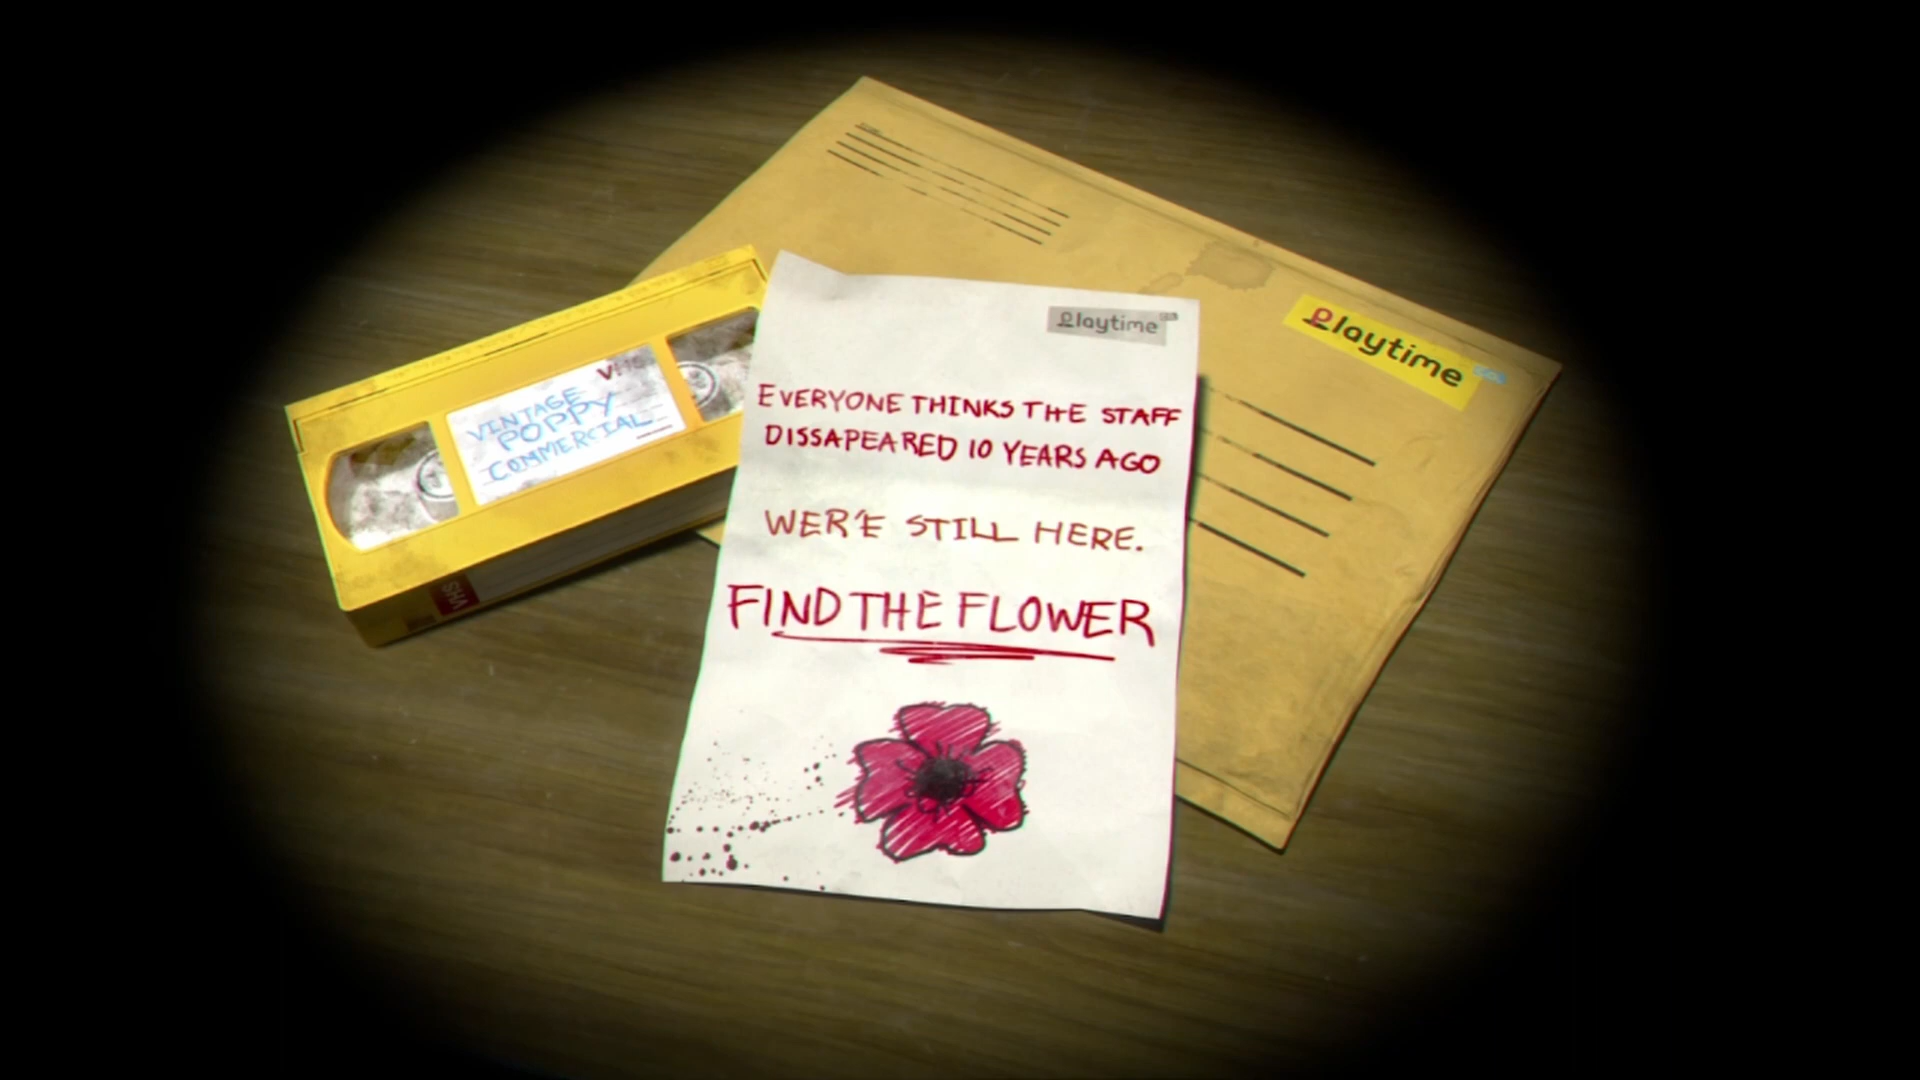 Playtime
Playtime
VHS
VINTAGE
POPPY
COMMERCIAL
VHS
EVERYONE THINKS THE STAFF
DISSAPEARED 10 YEARS AGO
WER'E STILL HERE.
FIND THE FLOWER